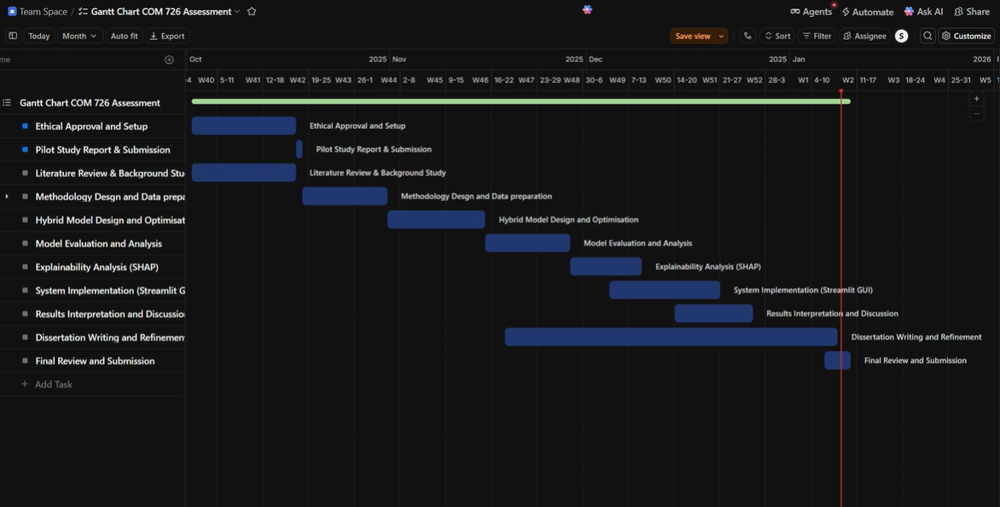 Team Space / Gantt Chart COM 726 Assessment
Agents Automate Ask AI Share
Today Month Auto fit Export
Save view Sort Filter Assignee S Customize
me Oct 2025 Nov 2025 Dec 2025 Jan 2026
-4 W40 5-11 W41 12-18 W42 19-25 W43 26-1 W44 2-8 W45 9-15 W46 16-22 W47 23-29 W48 30-6 W49 7-13 W50 14-20 W51 21-27 W52 28-3 W1 4-10 W2 11-17 W3 18-24 W4 25-31 W5
Gantt Chart COM 726 Assessment
Ethical Approval and Setup Ethical Approval and Setup
Pilot Study Report & Submission Pilot Study Report & Submission
Literature Review & Background Stu Literature Review & Background Study
Methodology Desgn and Data prepa Methodology Desgn and Data preparation
Hybrid Model Design and Optimisat Hybrid Model Design and Optimisation
Model Evaluation and Analysis Model Evaluation and Analysis
Explainability Analysis (SHAP) Explainability Analysis (SHAP)
System Implementation (Streamlit G System Implementation (Streamlit GUI)
Results Interpretation and Discussio Results Interpretation and Discussion
Dissertation Writing and Refinemen Dissertation Writing and Refinement
Final Review and Submission Final Review and Submission
+ Add Task